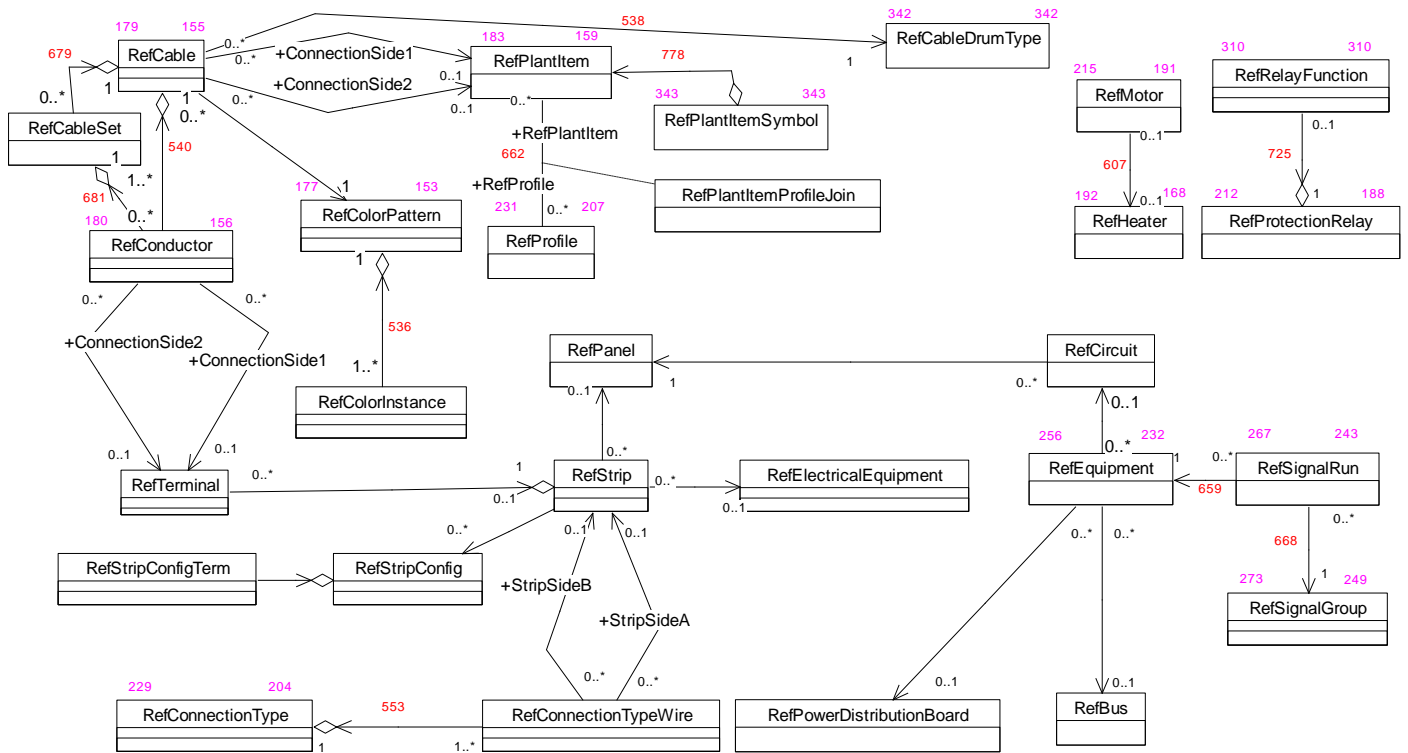 179 155
538
342 342
679
RefCable
0..*
0..*
+ConnectionSide1
183 159
RefPlantItem
778
1
RefCableDrumType
310 310
RefRelayFunction
215 191
RefMotor
+ConnectionSide2
0..1
0..1
0..*
0..*
0..*
1
1
0..*
343 343
RefPlantItemSymbol
RefCableSet
+RefPlantItem
0..1
0..1
540
1
662
607
725
1..*
681
177 153
1
+RefProfile
RefPlantItemProfileJoin
192 168
0..1
212 188
1
RefColorPattern
231 207
0..*
RefHeater
RefProtectionRelay
180 156
0..*
RefConductor
RefProfile
1
0..*
0..*
536
+ConnectionSide2
+ConnectionSide1
1..*
RefPanel
RefCircuit
0..1
1
0..*
0..1
RefColorInstance
0..1
0..1
0..*
256 232
0..*
267 243
RefTerminal
0..*
1
0..1
RefStrip
0..*
RefElectricalEquipment
0..1
RefEquipment
1
0..*
RefSignalRun
659
0..*
0..1
0..1
0..*
0..*
0..*
668
RefStripConfigTerm
RefStripConfig
+StripSideB
1
273 249
RefSignalGroup
+StripSideA
0..*
0..*
0..1
0..1
229 204
RefConnectionType
553
RefConnectionTypeWire
RefPowerDistributionBoard
RefBus
1
1..*